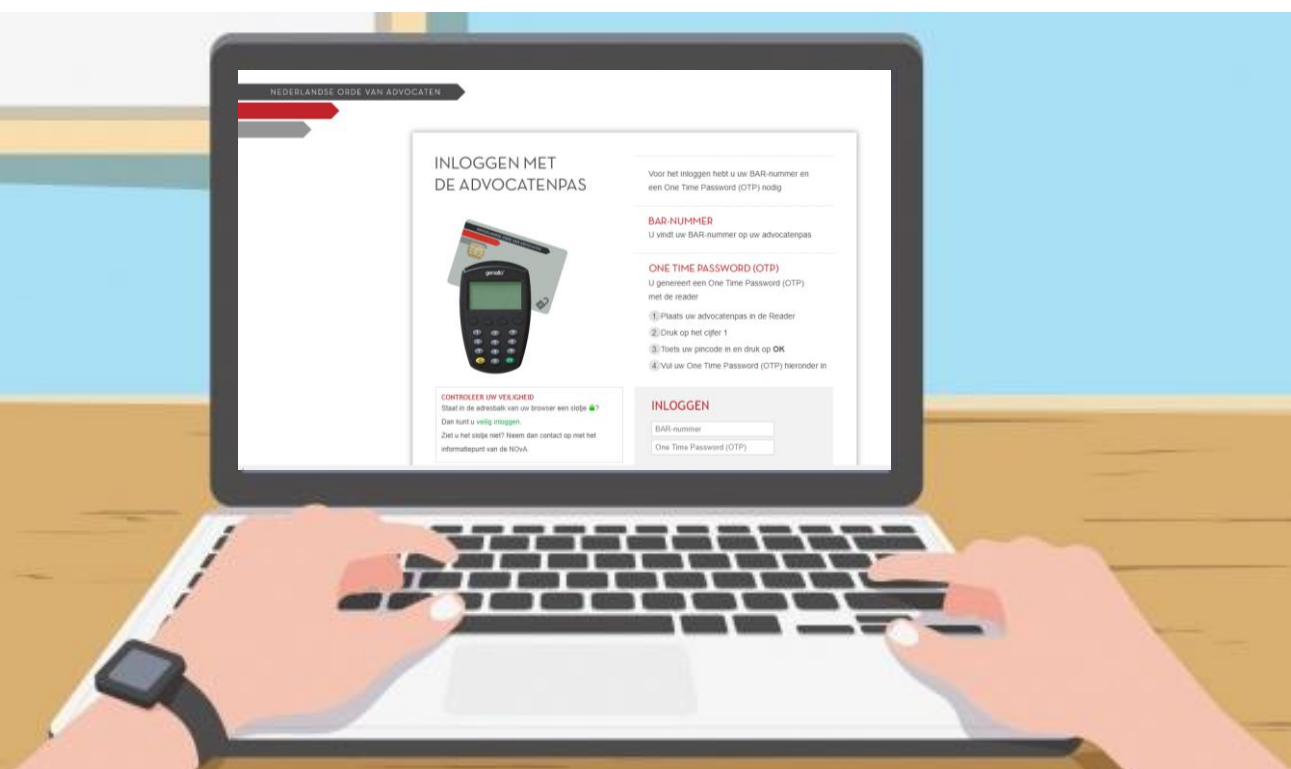 NEDERLANDSE ORDE VAN ADVOCATEN
INLOGGEN MET
DE ADVOCATENPAS
gemalto
Voor het inloggen hebt u uw BAR-nummer en
een One Time Password (OTP) nodig
BAR-NUMMER
U vindt uw BAR-nummer op uw advocatenpas
ONE TIME PASSWORD (OTP)
U genereert een One Time Password (OTP)
met de reader
1. Plaats uw advocatenpas in de Reader
2. Druk op het cijfer 1
3. Toets uw pincode in en druk op OK
4. Vul uw One Time Password (OTP) hieronder in
CONTROLEER UW VEILIGHEID
Staat in de adresbalk van uw browser een slotje ?
Dan kunt u veilig inloggen.
Ziet u het slotje niet? Neem dan contact op met het
informatiepunt van de NOvA.
INLOGGEN
BAR-nummer
One Time Password (OTP)